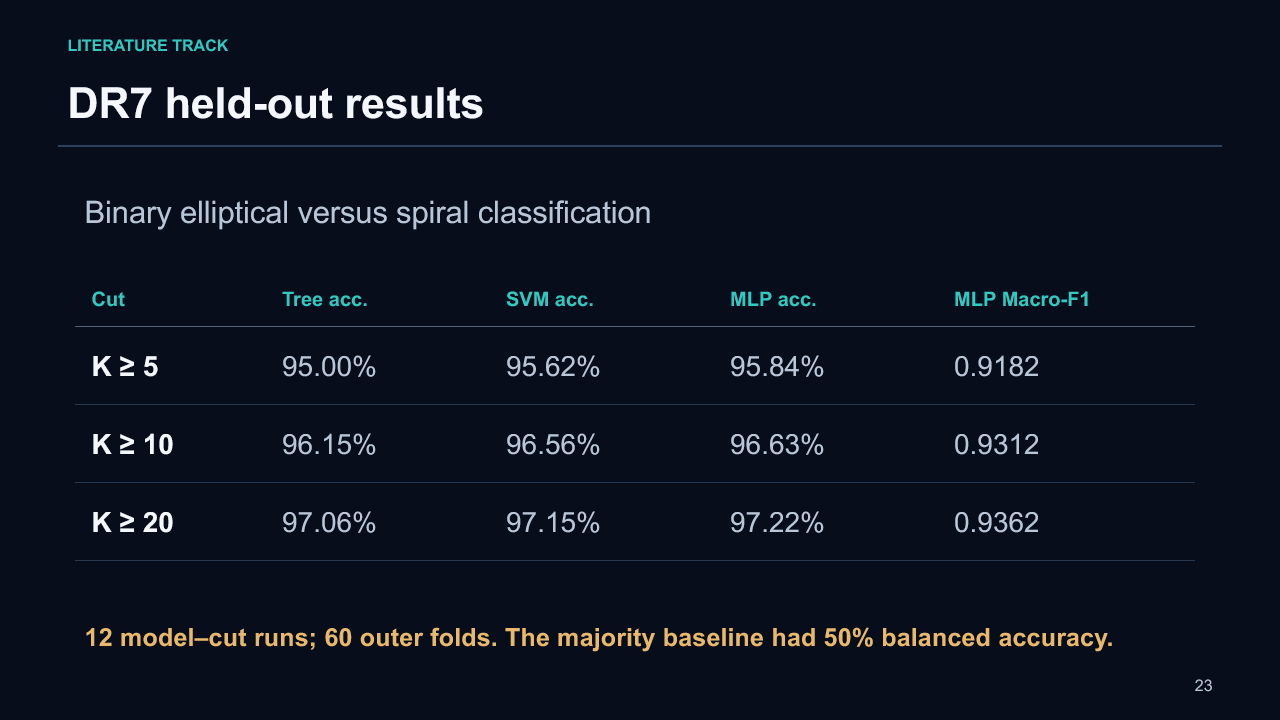 LITERATURE TRACK
DR7 held-out results
Binary elliptical versus spiral classification
Cut Tree acc. SVM acc. MLP acc. MLP Macro-F1
K ≥ 5 95.00% 95.62% 95.84% 0.9182
K ≥ 10 96.15% 96.56% 96.63% 0.9312
K ≥ 20 97.06% 97.15% 97.22% 0.9362
12 model–cut runs; 60 outer folds. The majority baseline had 50% balanced accuracy.
23